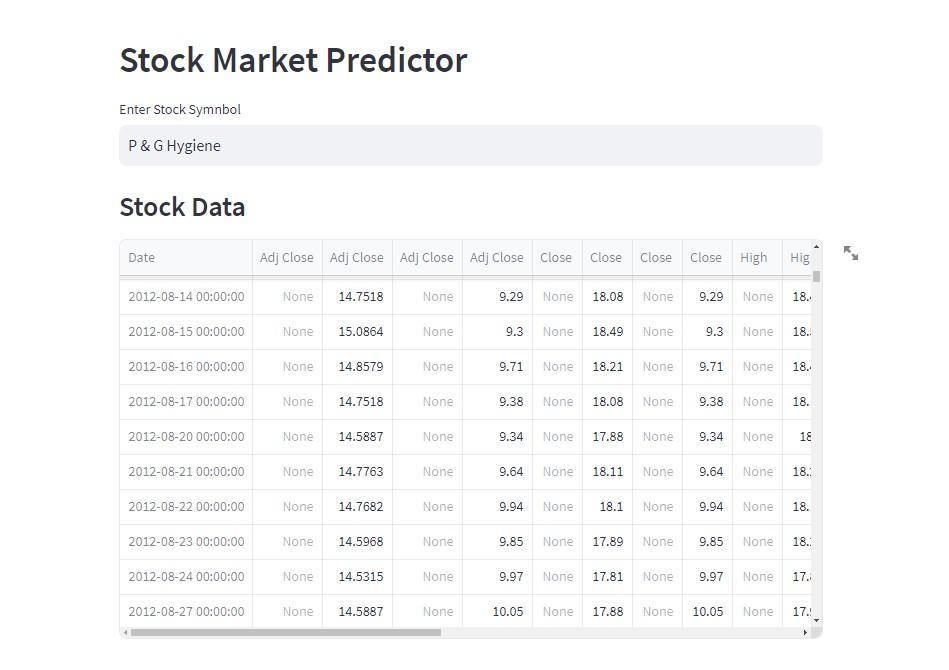 Stock Market Predictor
Enter Stock Symnbol
P & G Hygiene
Stock Data
Date Adj Close Adj Close Adj Close Adj Close Close Close Close Close High Hig
2012-08-14 00:00:00 None 14.7518 None 9.29 None 18.08 None 9.29 None 18.
2012-08-15 00:00:00 None 15.0864 None 9.3 None 18.49 None 9.3 None 18.
2012-08-16 00:00:00 None 14.8579 None 9.71 None 18.21 None 9.71 None 18.
2012-08-17 00:00:00 None 14.7518 None 9.38 None 18.08 None 9.38 None 18.
2012-08-20 00:00:00 None 14.5887 None 9.34 None 17.88 None 9.34 None 18
2012-08-21 00:00:00 None 14.7763 None 9.64 None 18.11 None 9.64 None 18.
2012-08-22 00:00:00 None 14.7682 None 9.94 None 18.1 None 9.94 None 18.
2012-08-23 00:00:00 None 14.5968 None 9.85 None 17.89 None 9.85 None 18.
2012-08-24 00:00:00 None 14.5315 None 9.97 None 17.81 None 9.97 None 17.
2012-08-27 00:00:00 None 14.5887 None 10.05 None 17.88 None 10.05 None 17.